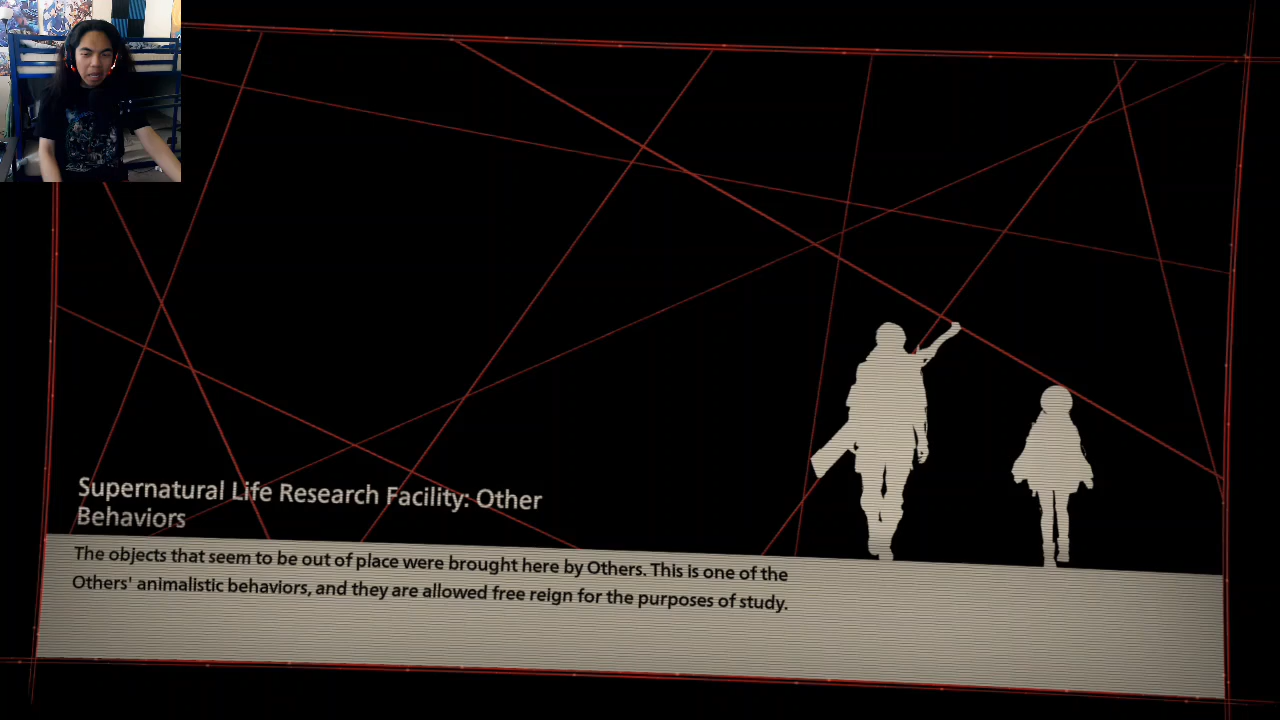 Supernatural Life Research Facility: Other
Behaviors
The objects that seem to be out of place were brought here by Others. This is one of the
Others' animalistic behaviors, and they are allowed free reign for the purposes of study.